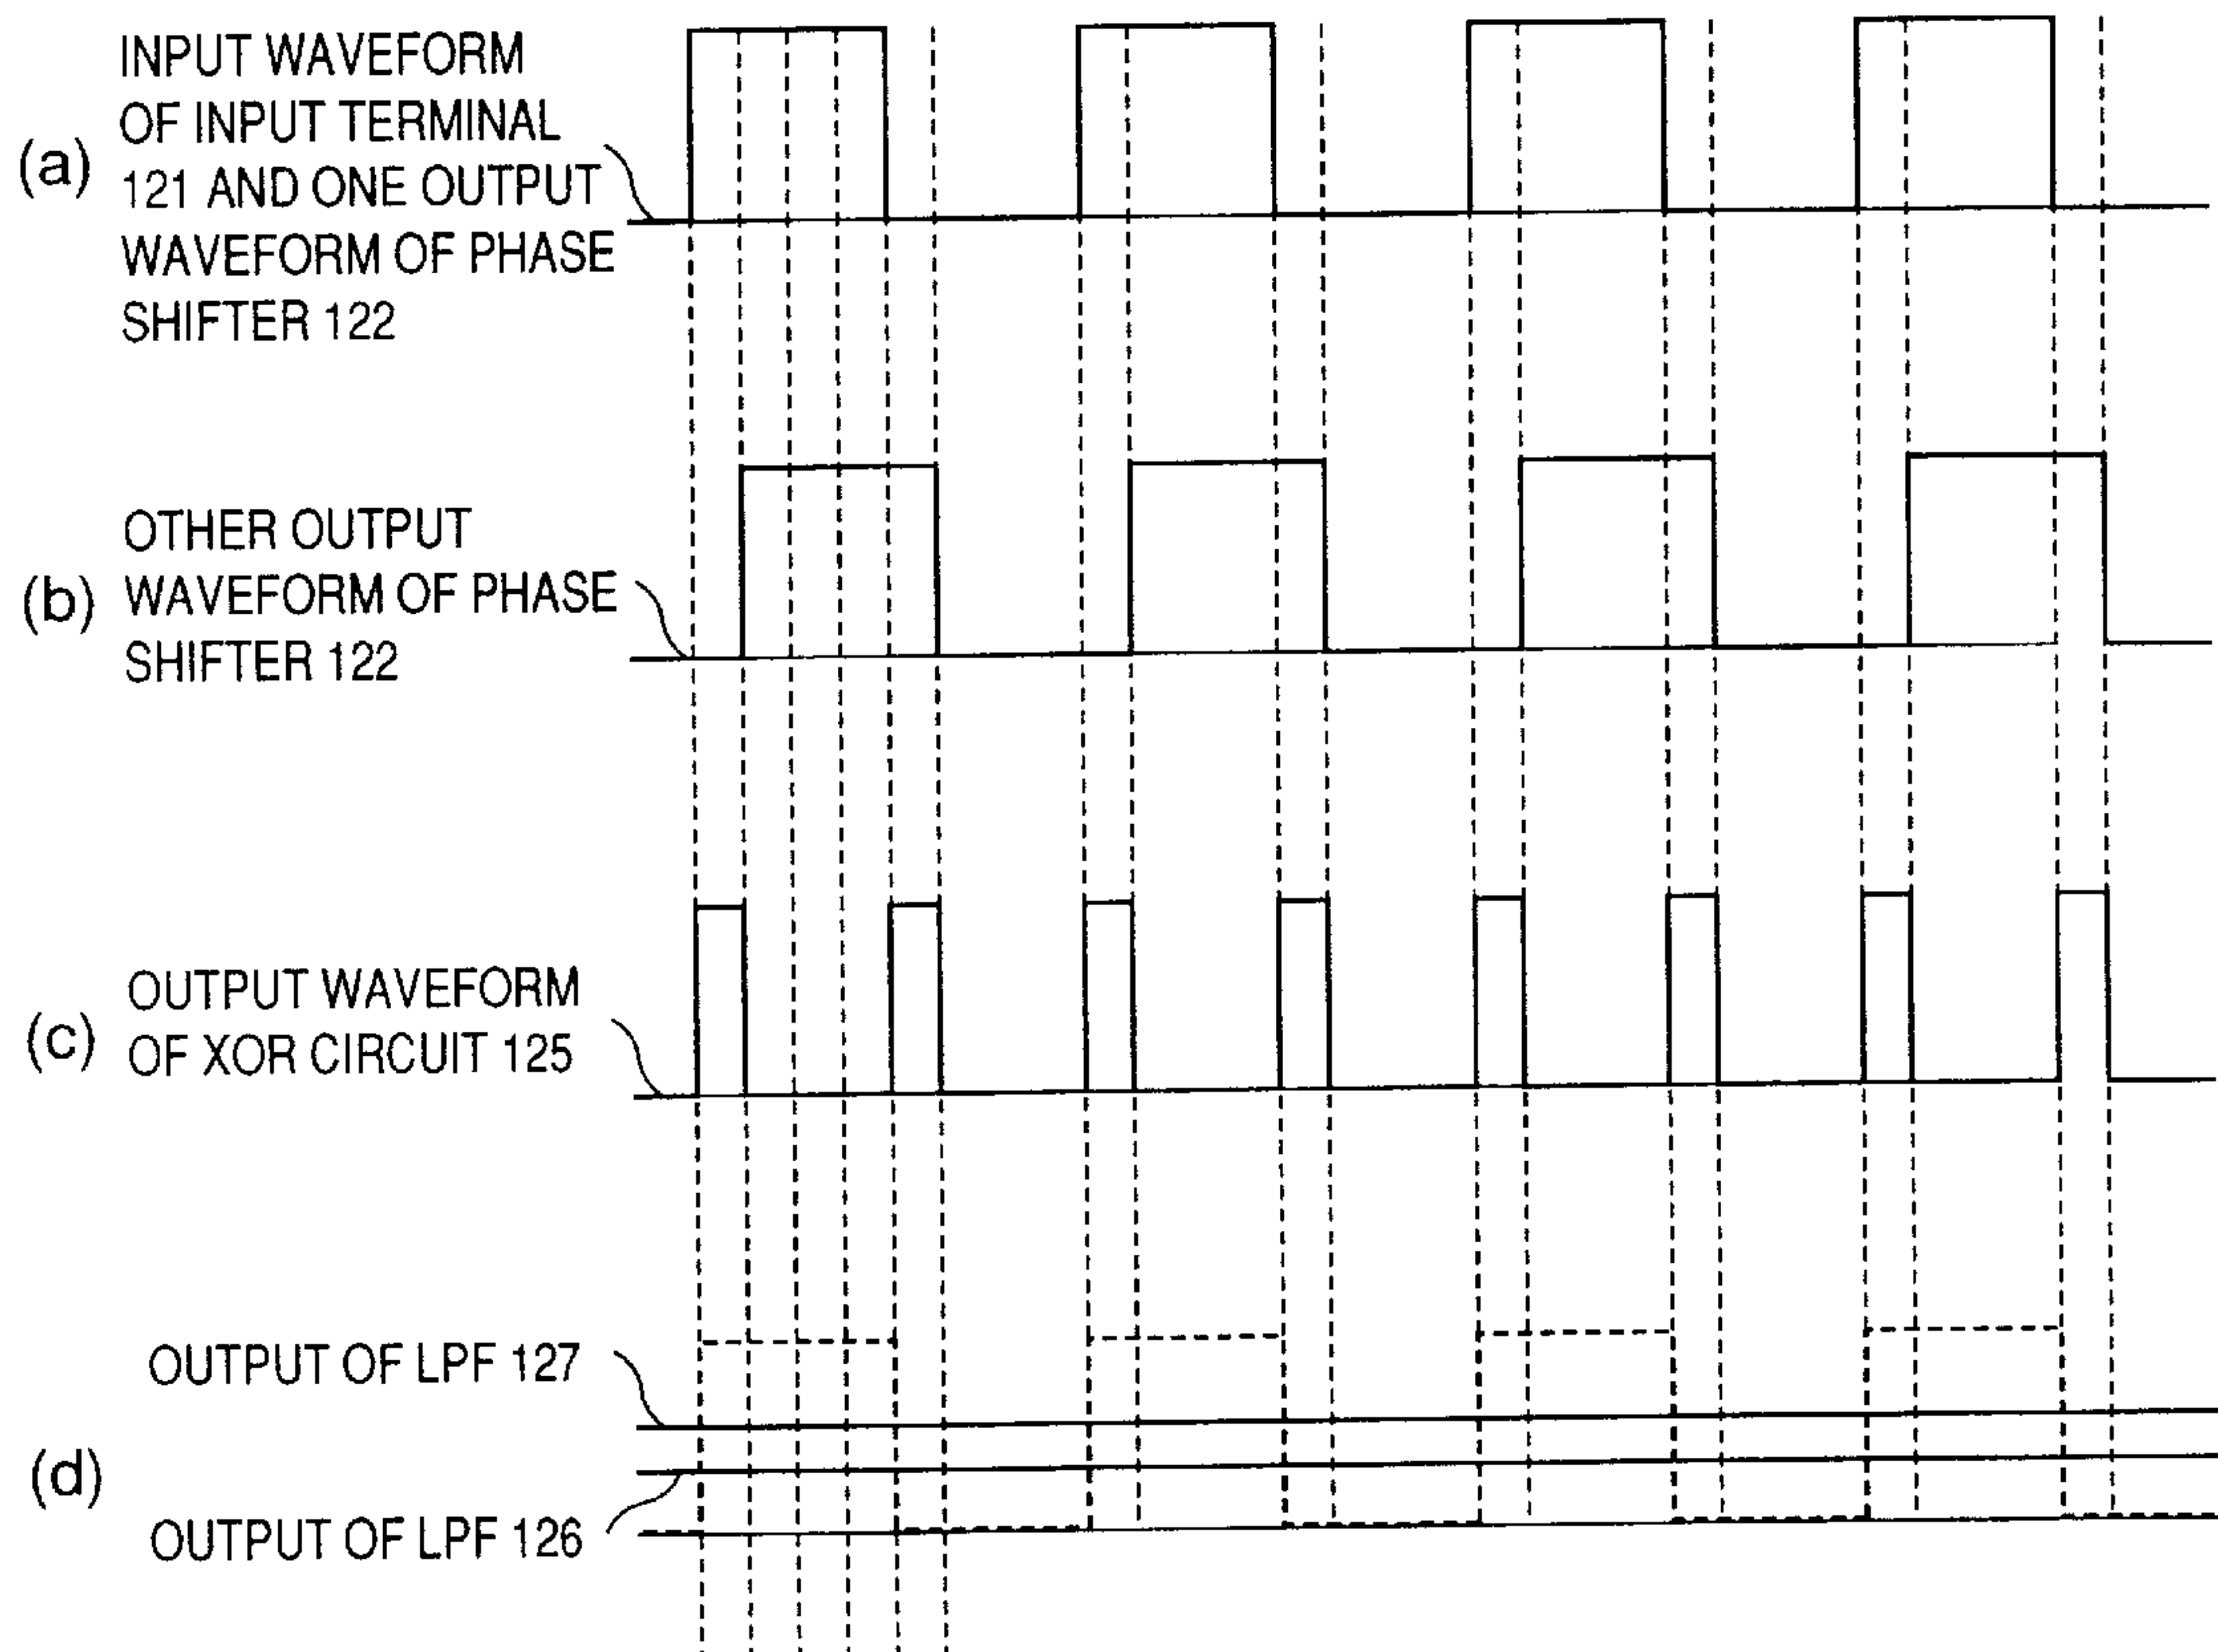 INPUT WAVEFORM
OF INPUT TERMINAL
(a) 121 AND ONE OUTPUT
WAVEFORM OF PHASE
SHIFTER 122
OTHER OUTPUT
(b) WAVEFORM OF PHASE
SHIFTER 122
OUTPUT WAVEFORM
(c) OF XOR CIRCUIT 125
OUTPUT OF LPF 127
(d)
OUTPUT OF LPF 126